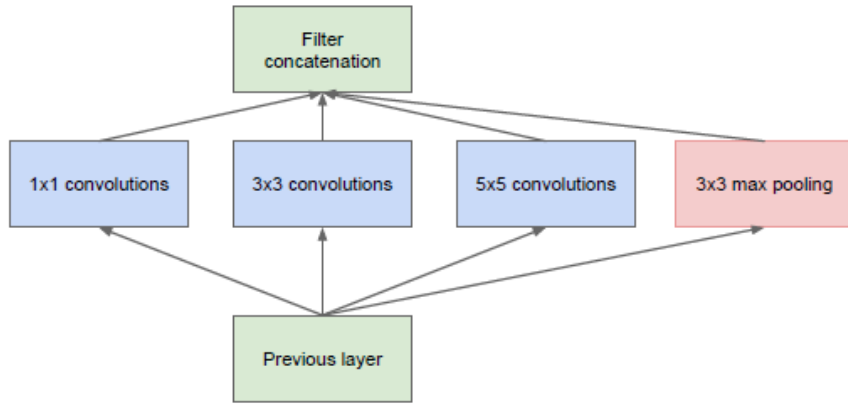 Filter
concatenation
1x1 convolutions
3x3 convolutions
5x5 convolutions
3x3 max pooling
Previous layer